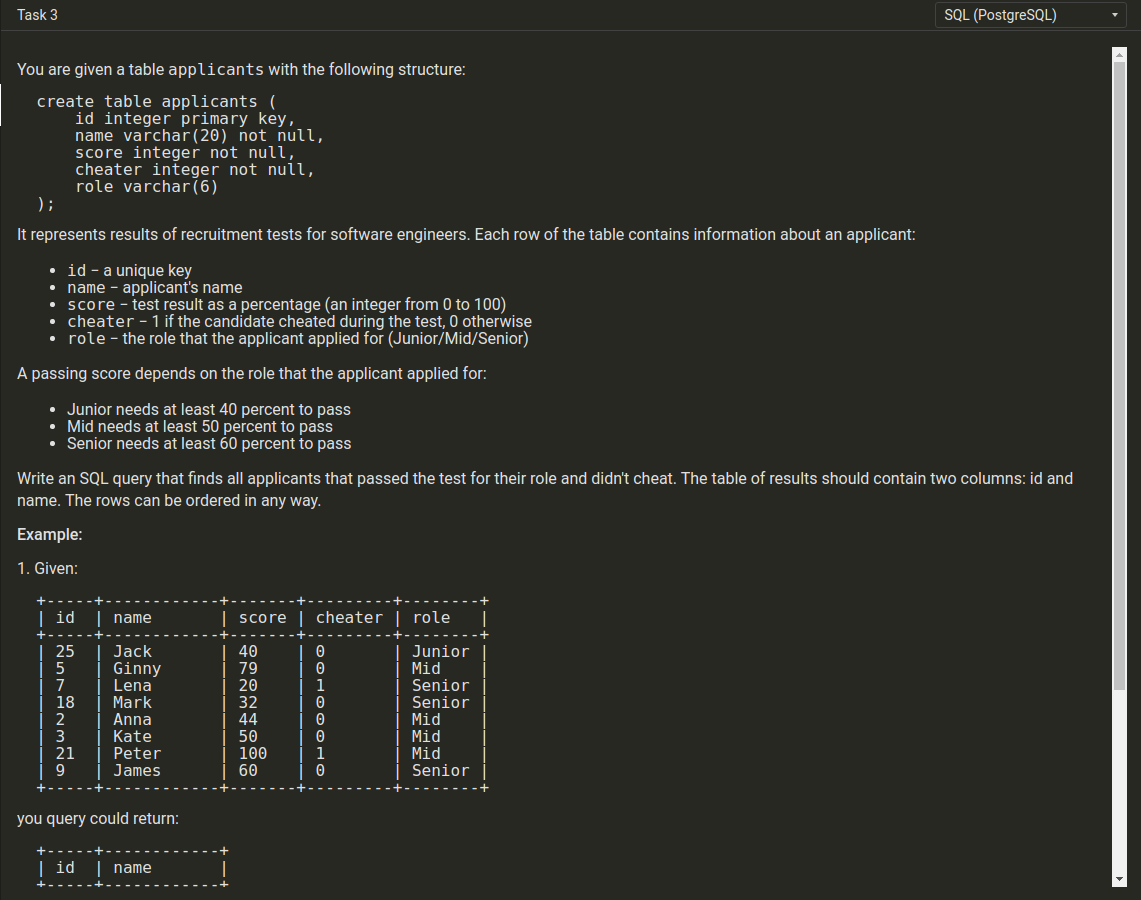 Task 3
SQL (PostgreSQL)
You are given a table applicants with the following structure:
create table applicants (
    id integer primary key,
    name varchar(20) not null,
    score integer not null,
    cheater integer not null,
    role varchar(6)
);
It represents results of recruitment tests for software engineers. Each row of the table contains information about an applicant:
• id – a unique key
• name – applicant's name
• score – test result as a percentage (an integer from 0 to 100)
• cheater – 1 if the candidate cheated during the test, 0 otherwise
• role – the role that the applicant applied for (Junior/Mid/Senior)
A passing score depends on the role that the applicant applied for:
• Junior needs at least 40 percent to pass
• Mid needs at least 50 percent to pass
• Senior needs at least 60 percent to pass
Write an SQL query that finds all applicants that passed the test for their role and didn't cheat. The table of results should contain two columns: id and
name. The rows can be ordered in any way.
Example:
1. Given:
+-----+------------+-------+---------+--------+
| id  | name       | score | cheater | role   |
+-----+------------+-------+---------+--------+
| 25  | Jack       | 40    | 0       | Junior |
| 5   | Ginny      | 79    | 0       | Mid    |
| 7   | Lena       | 20    | 1       | Senior |
| 18  | Mark       | 32    | 0       | Senior |
| 2   | Anna       | 44    | 0       | Mid    |
| 3   | Kate       | 50    | 0       | Mid    |
| 21  | Peter      | 100   | 1       | Mid    |
| 9   | James      | 60    | 0       | Senior |
+-----+------------+-------+---------+--------+
you query could return:
+-----+------------+
| id  | name       |
+-----+------------+